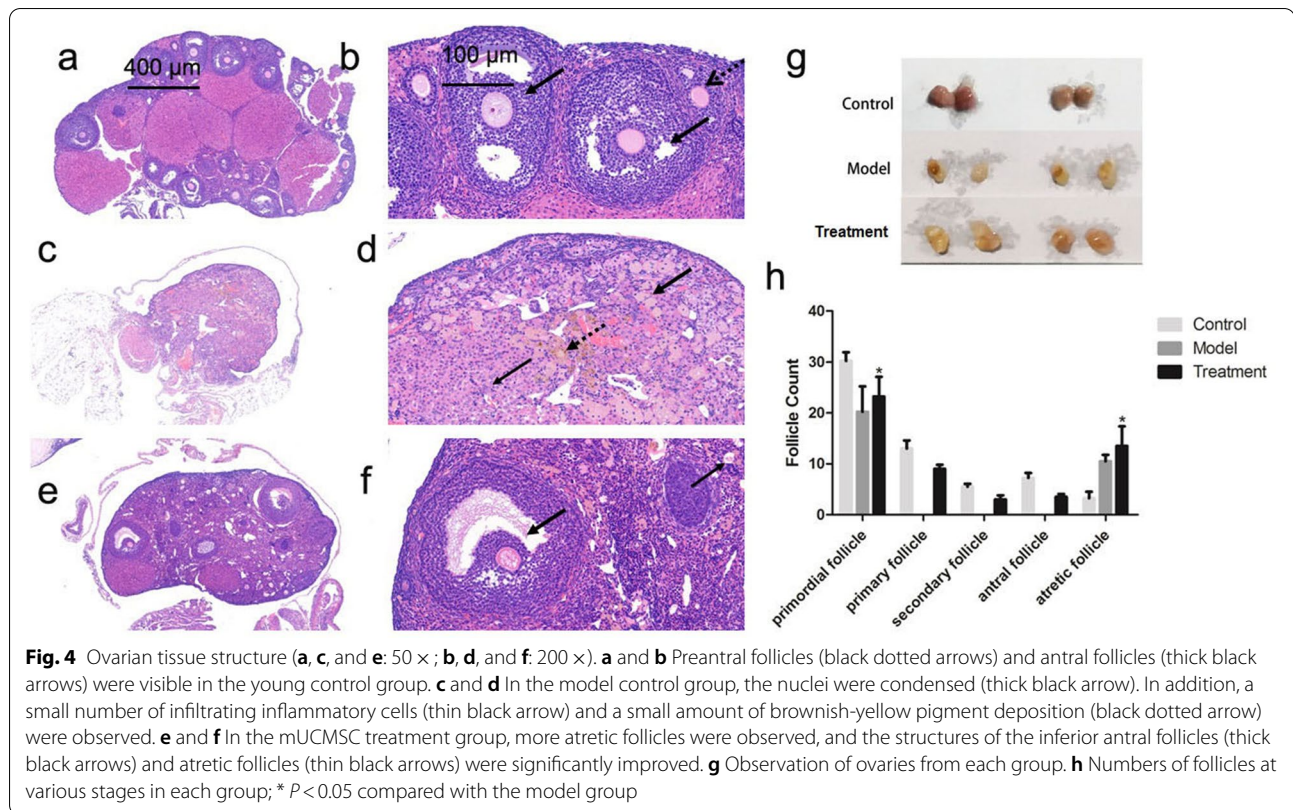 a
400 µm
b
100 µm
c
d
e
f
g
Control
Model
Treatment
h
Follicle Count
40
30
20
10
0
* *
Control
Model
Treatment
primordial follicle
primary follicle
secondary follicle
antral follicle
atretic follicle
Fig. 4 Ovarian tissue structure (a, c, and e: 50 ×; b, d, and f: 200 ×). a and b Preantral follicles (black dotted arrows) and antral follicles (thick black
arrows) were visible in the young control group. c and d In the model control group, the nuclei were condensed (thick black arrow). In addition, a
small number of infiltrating inflammatory cells (thin black arrow) and a small amount of brownish-yellow pigment deposition (black dotted arrow)
were observed. e and f In the mUCMSC treatment group, more atretic follicles were observed, and the structures of the inferior antral follicles (thick
black arrows) and atretic follicles (thin black arrows) were significantly improved. g Observation of ovaries from each group. h Numbers of follicles at
various stages in each group; * P < 0.05 compared with the model group